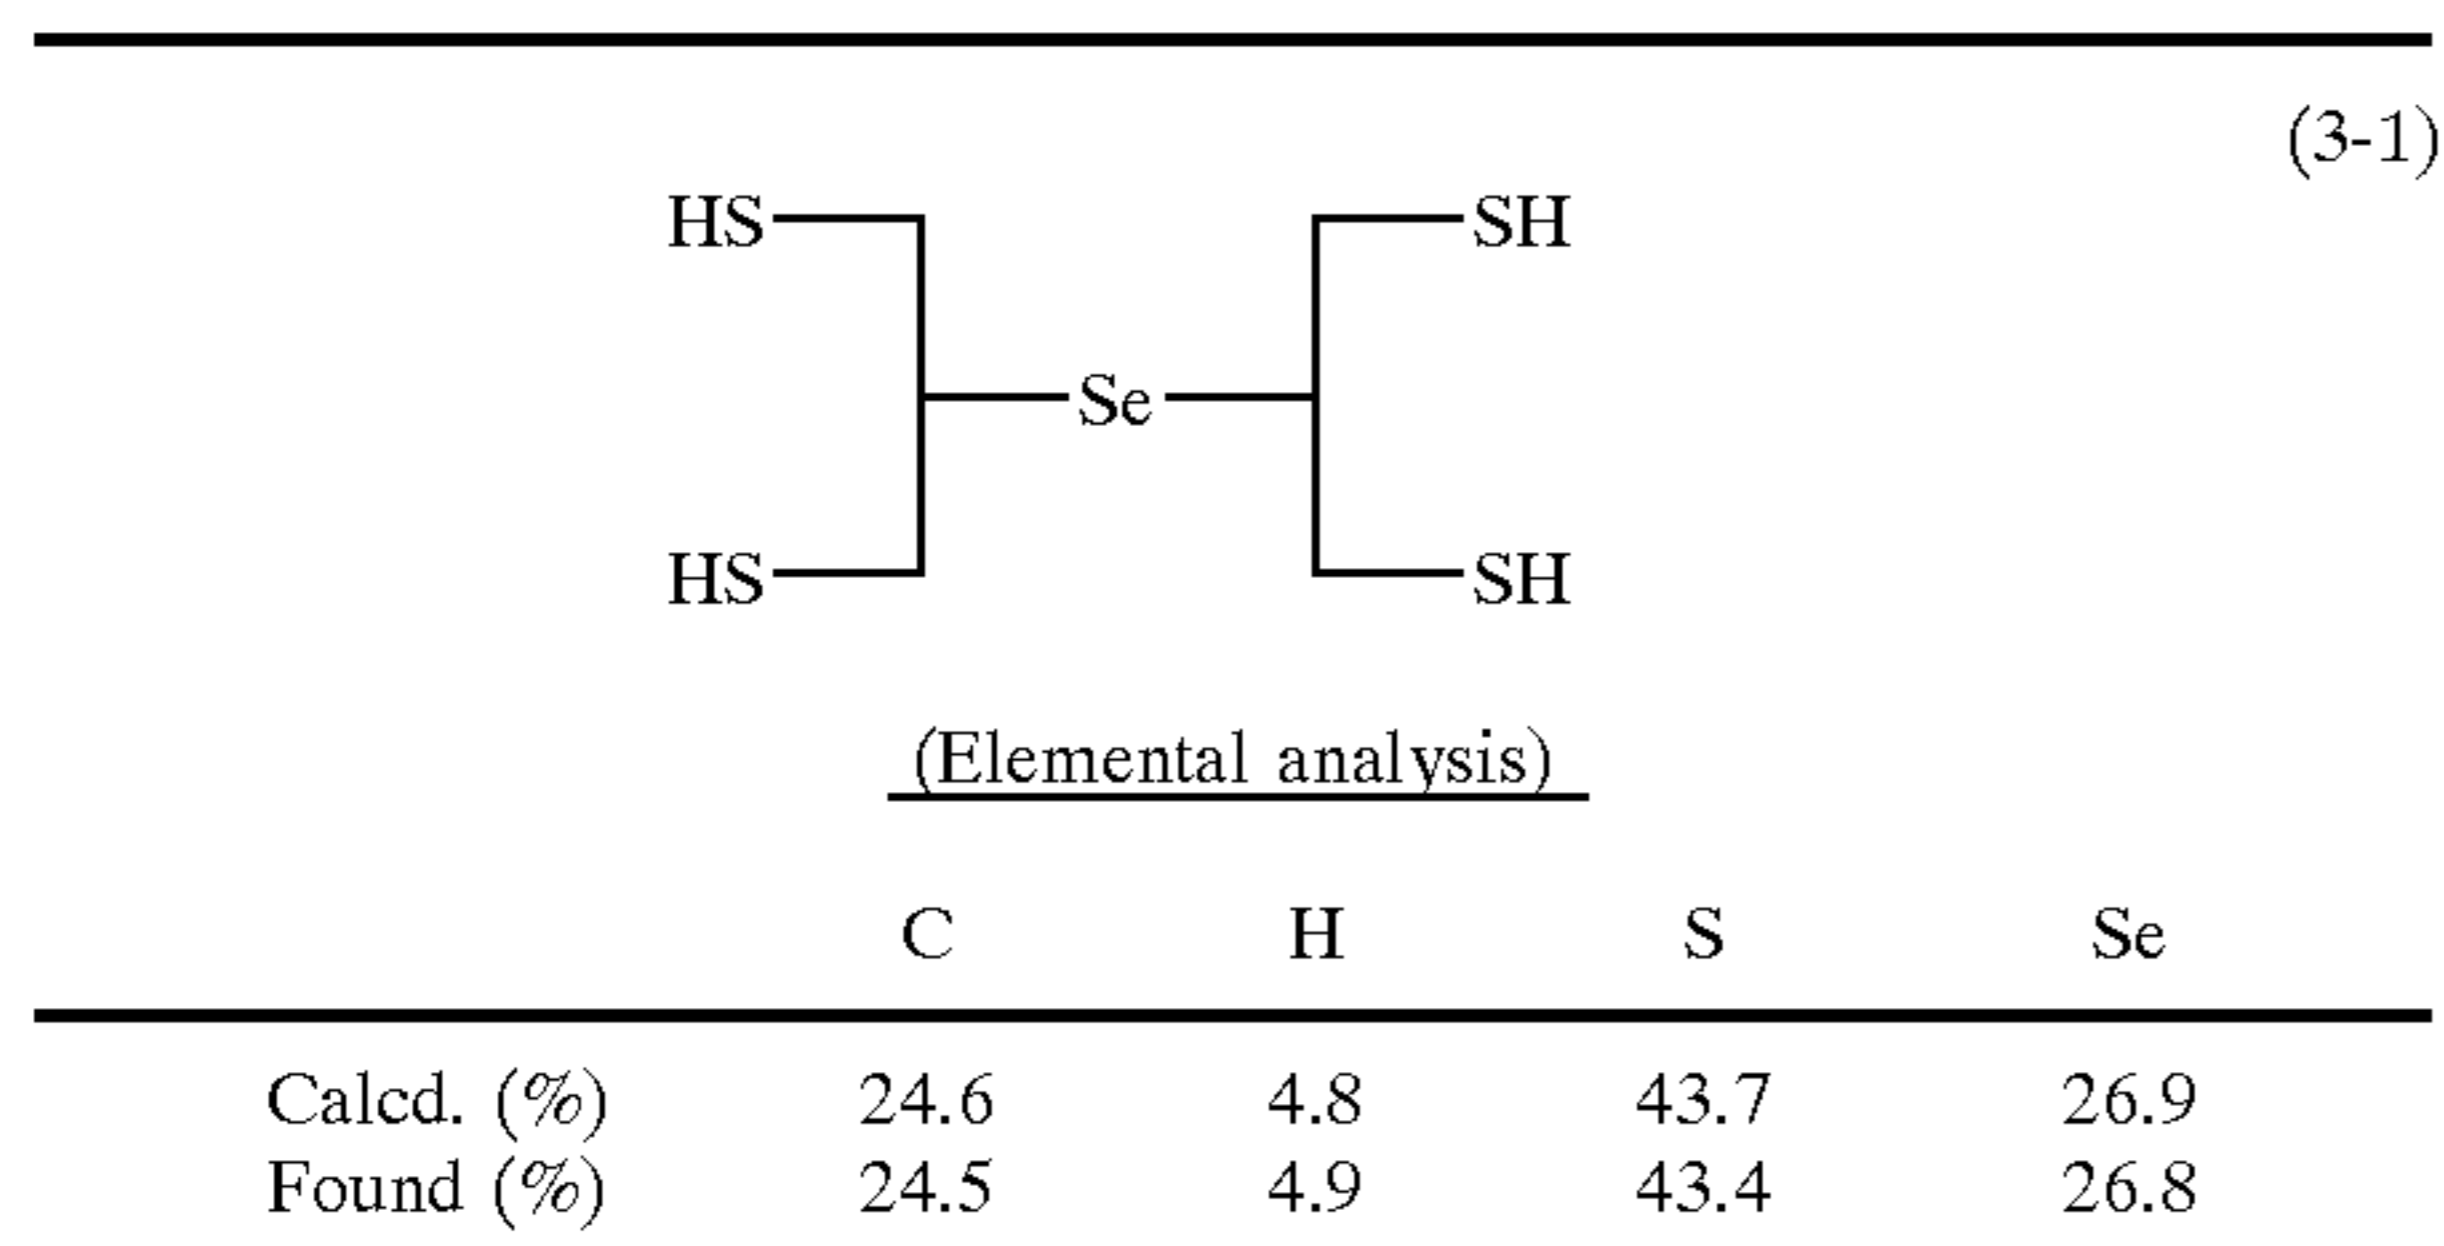 (3-1)
HS SH
Se
HS SH
(Elemental analysis)
C H S Se
Calcd. (%) 24.6 4.8 43.7 26.9
Found (%) 24.5 4.9 43.4 26.8